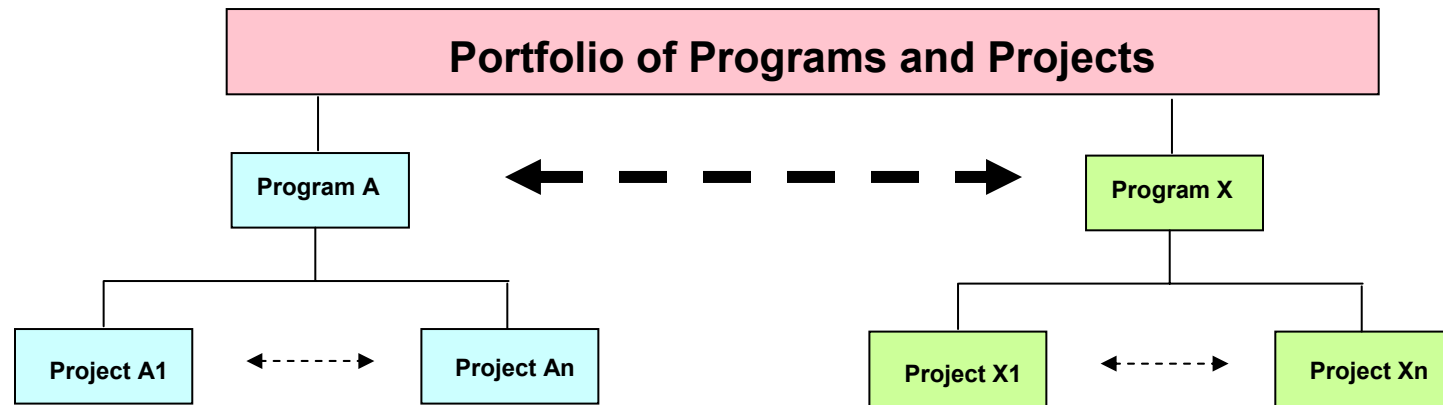 Portfolio of Programs and Projects
Program A
Program X
Project A1
Project An
Project X1
Project Xn